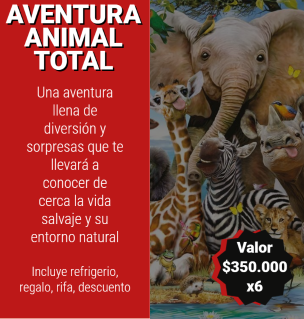 AVENTURA
ANIMAL
TOTAL
Una aventura
llena de
diversión y
sorpresas que te
llevará a
conocer de
cerca la vida
salvaje y su
entorno natural
Incluye refrigerio,
regalo, rifa, descuento
Valor
$350.000
x6